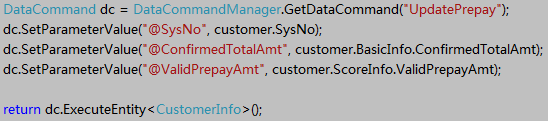 DataCommand dc = DataCommandManager.GetDataCommand("UpdatePrepay");
dc.SetParameterValue("@SysNo", customer.SysNo);
dc.SetParameterValue("@ConfirmedTotalAmt", customer.BasicInfo.ConfirmedTotalAmt);
dc.SetParameterValue("@ValidPrepayAmt", customer.ScoreInfo.ValidPrepayAmt);
return dc.ExecuteEntity<CustomerInfo>();